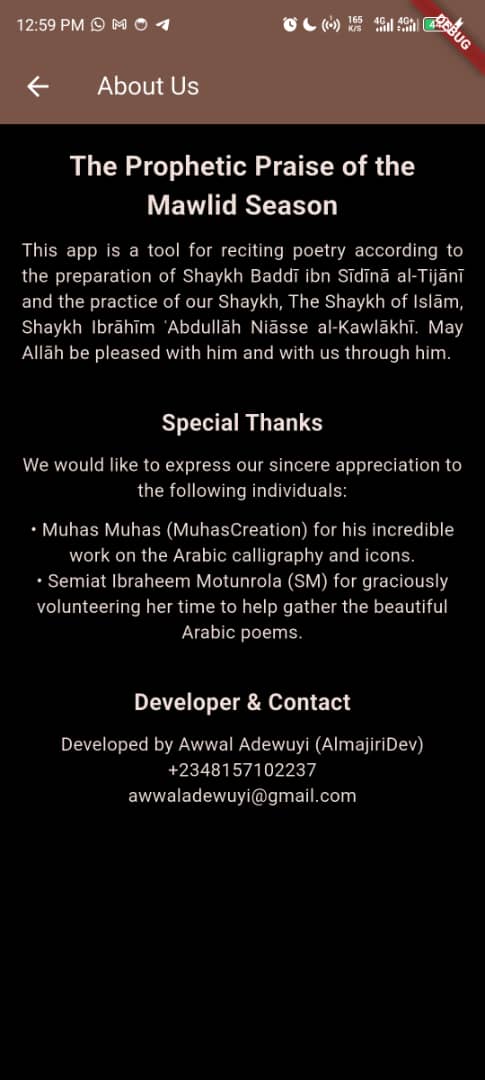 12:59 PM
165
K/S
4G
4G+
DEBUG
About Us
The Prophetic Praise of the
Mawlid Season
This app is a tool for reciting poetry according to
the preparation of Shaykh Baddī ibn Sīdīnā al-Tijānī
and the practice of our Shaykh, The Shaykh of Islām,
Shaykh Ibrāhīm ʿAbdullāh Niāsse al-Kawlākhī. May
Allāh be pleased with him and with us through him.
Special Thanks
We would like to express our sincere appreciation to
the following individuals:
• Muhas Muhas (MuhasCreation) for his incredible
work on the Arabic calligraphy and icons.
• Semiat Ibraheem Motunrola (SM) for graciously
volunteering her time to help gather the beautiful
Arabic poems.
Developer & Contact
Developed by Awwal Adewuyi (AlmajiriDev)
+2348157102237
awwaladewuyi@gmail.com